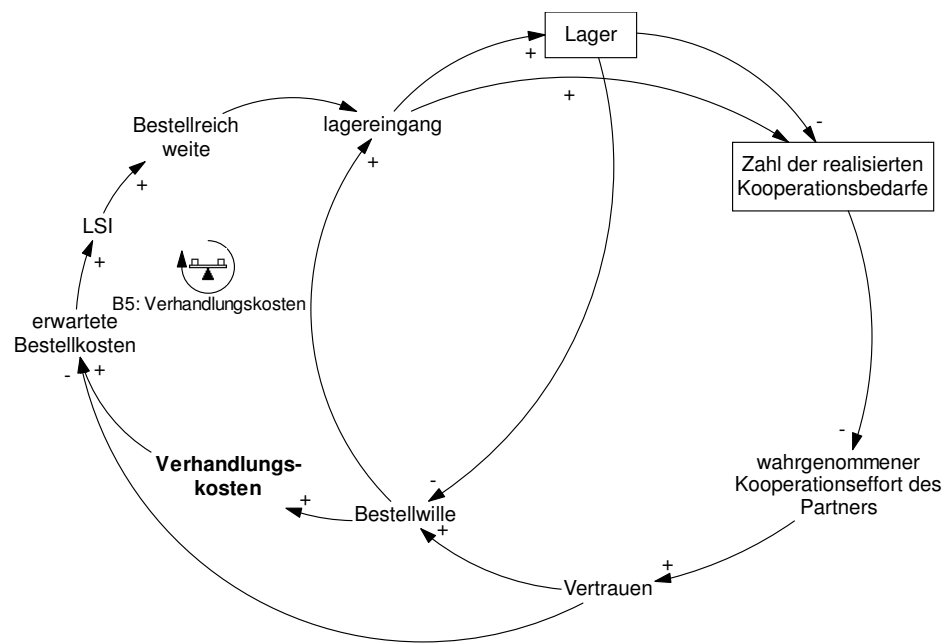 Lager
+
+
-
Bestellreich
weite
lagereingang
+
+
Zahl der realisierten
Kooperationsbedarfe
LSI
+
B5: Verhandlungskosten
erwartete
Bestellkosten
-
+
-
wahrgenommener
Kooperationseffort des
Partners
Verhandlungs-
kosten
-
+
Bestellwille
+
+
Vertrauen